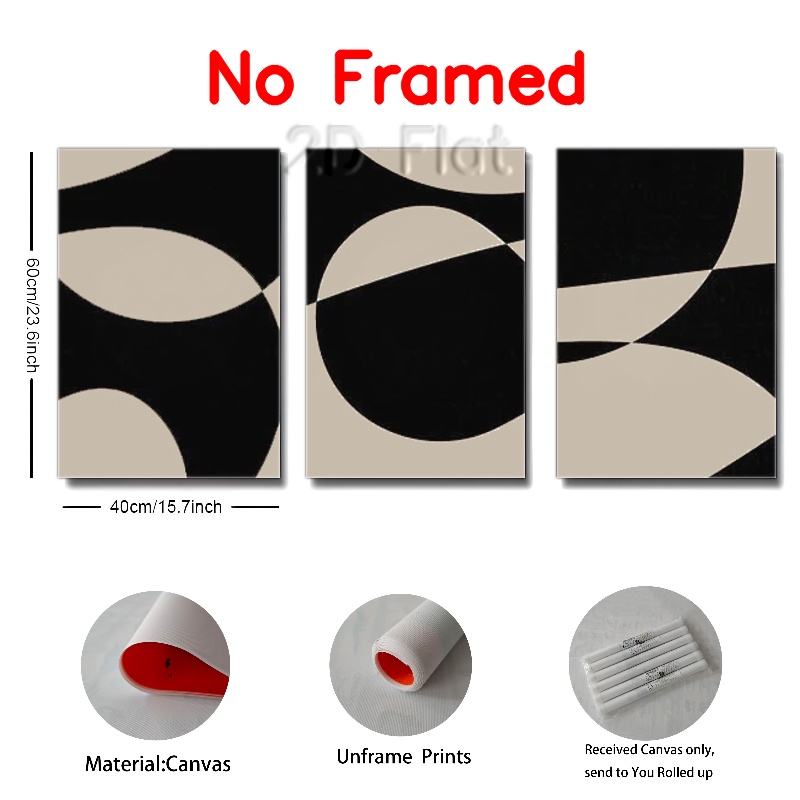 No Framed
2D Flat
60cm/23.6inch
40cm/15.7inch
Material:Canvas
Unframe Prints
Received Canvas only,
send to You Rolled up